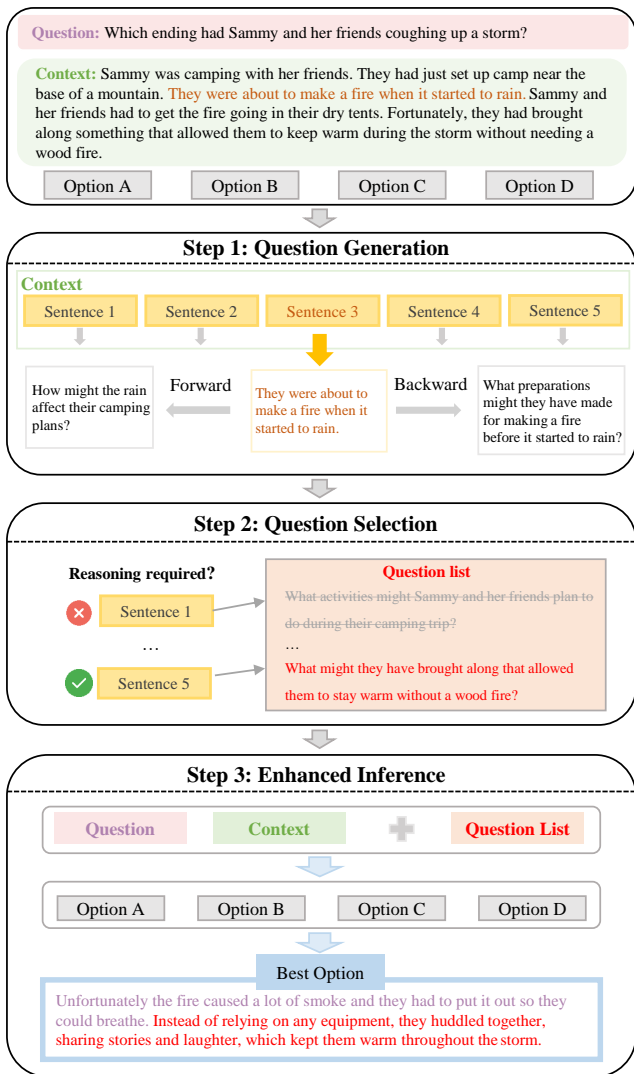 Question: Which ending had Sammy and her friends coughing up a storm?
Context: Sammy was camping with her friends. They had just set up camp near the
base of a mountain. They were about to make a fire when it started to rain. Sammy and
her friends had to get the fire going in their dry tents. Fortunately, they had brought
along something that allowed them to keep warm during the storm without needing a
wood fire.
Option A
Option B
Option C
Option D
Step 1: Question Generation
Context
Sentence 1
Sentence 2
Sentence 3
Sentence 4
Sentence 5
How might the rain
affect their camping
plans?
Forward
They were about to
make a fire when it
started to rain.
Backward
What preparations
might they have made
for making a fire
before it started to rain?
Step 2: Question Selection
Reasoning required?
Sentence 1
…
Sentence 5
Question list
What activities might Sammy and her friends plan to
do during their camping trip?
…
What might they have brought along that allowed
them to stay warm without a wood fire?
Step 3: Enhanced Inference
Question
Context
Question List
Option A
Option B
Option C
Option D
Best Option
Unfortunately the fire caused a lot of smoke and they had to put it out so they
could breathe. Instead of relying on any equipment, they huddled together,
sharing stories and laughter, which kept them warm throughout the storm.